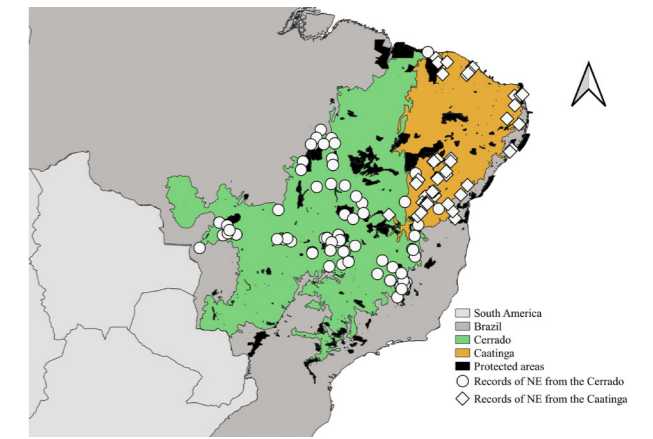 South America
Brazil
Cerrado
Caatinga
Protected areas
Records of NE from the Cerrado
Records of NE from the Caatinga